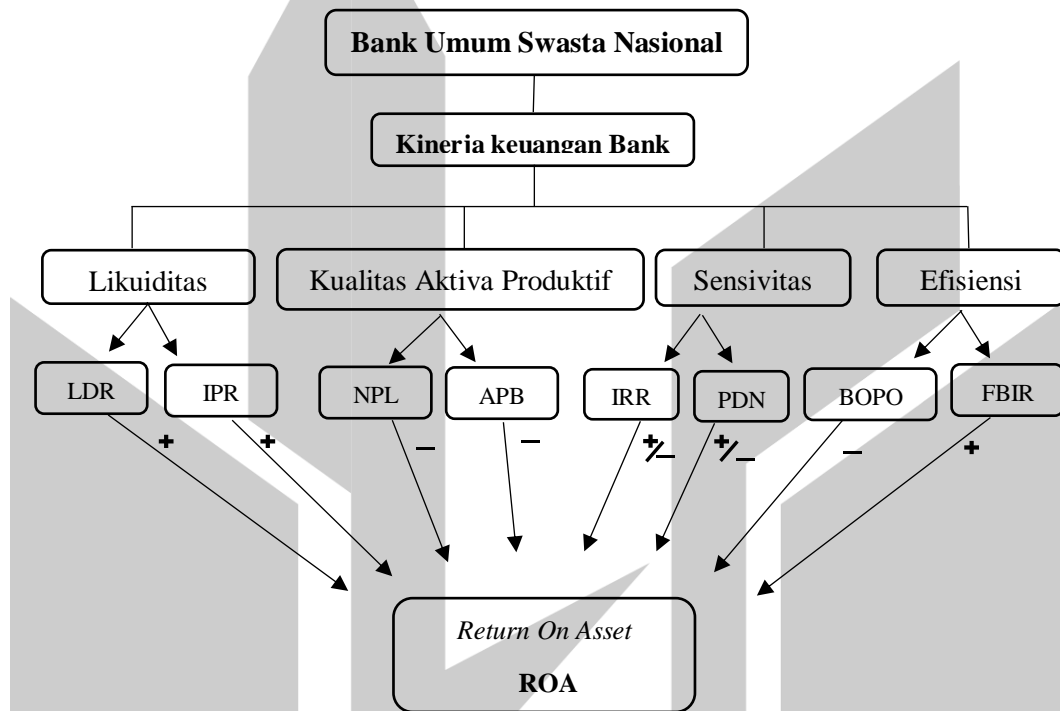 Bank Umum Swasta Nasional
Kinerja keuangan Bank
Likuiditas
Kualitas Aktiva Produktif
Sensivitas
Efisiensi
LDR
IPR
NPL
APB
IRR
PDN
BOPO
FBIR
+
+
–
–
+/–
+/–
–
+
Return On Asset
ROA